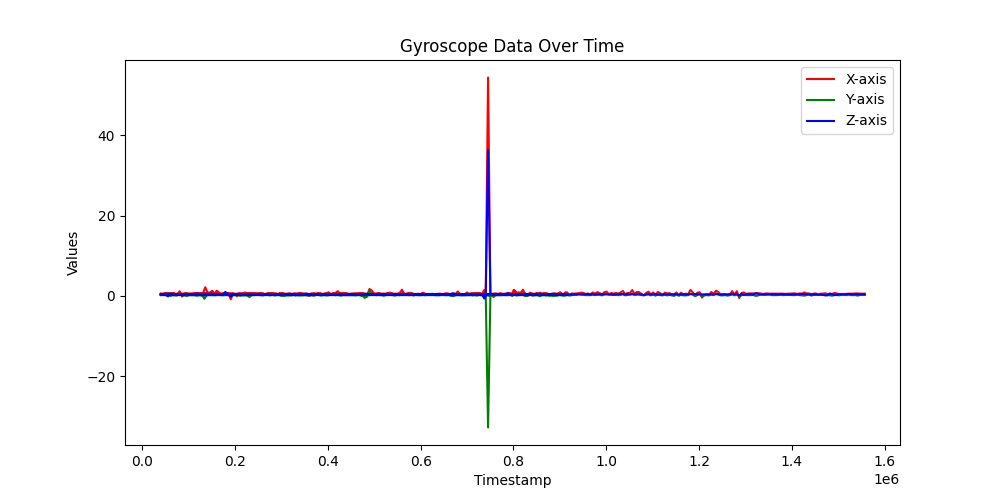 Gyroscope Data Over Time
X-axis
Y-axis
Z-axis
Values
40
20
0
−20
0.0 0.2 0.4 0.6 0.8 1.0 1.2 1.4 1.6
1e6
Timestamp